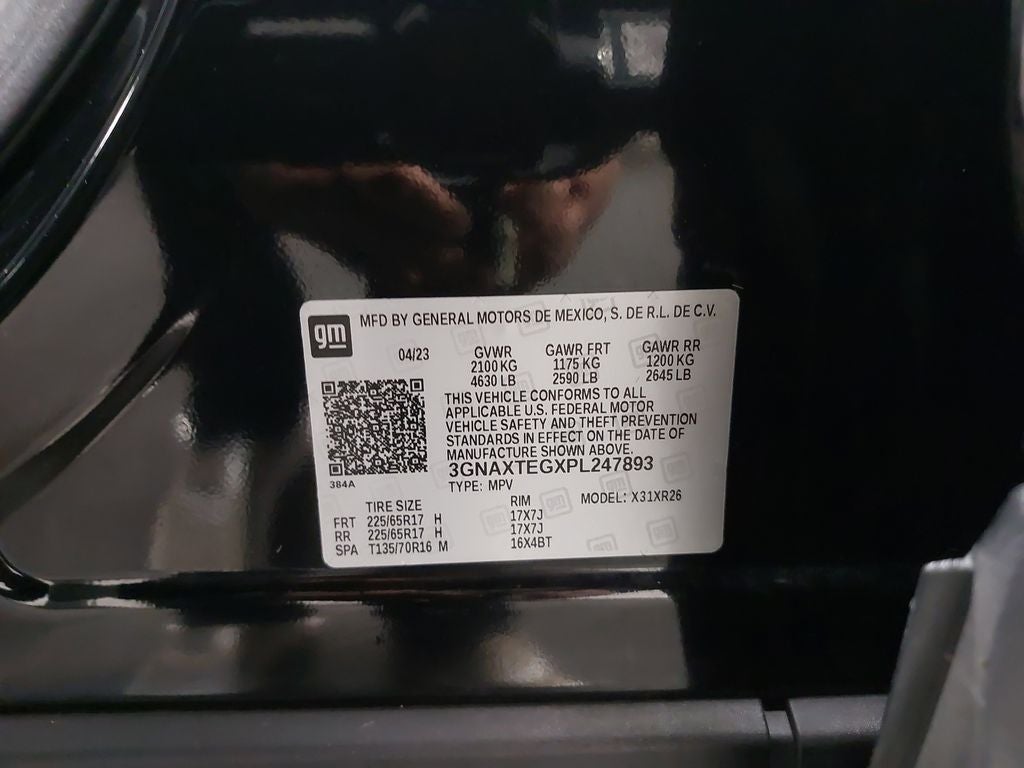 gm
MFD BY GENERAL MOTORS DE MEXICO, S. DE R.L. DE C.V.
04/23 GVWR GAWR FRT GAWR RR
2100 KG 1175 KG 1200 KG
4630 LB 2590 LB 2645 LB
THIS VEHICLE CONFORMS TO ALL
APPLICABLE U.S. FEDERAL MOTOR
VEHICLE SAFETY AND THEFT PREVENTION
STANDARDS IN EFFECT ON THE DATE OF
MANUFACTURE SHOWN ABOVE.
3GNAXTEGXPL247893
384A
TYPE: MPV
TIRE SIZE RIM MODEL: X31XR26
FRT 225/65R17 H 17X7J
RR 225/65R17 H 17X7J
SPA T135/70R16 M 16X4BT